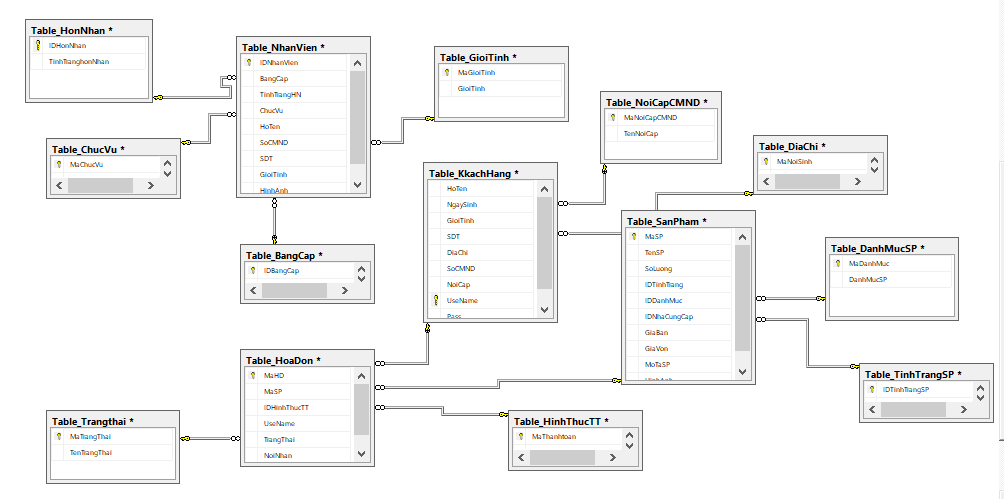 Table_HonNhan *
IDHonNhan
TinhTranghonNhan
Table_NhanVien *
IDNhanVien
BangCap
TinhTrangHN
ChucVu
HoTen
SoCMND
SDT
GioiTinh
HinhAnh
Table_GioiTinh *
MaGioiTinh
GioiTinh
Table_NoiCapCMND *
MaNoiCapCMND
TenNoiCap
Table_ChucVu *
MaChucVu
Table_DiaChi *
MaNoiSinh
Table_KkachHang *
HoTen
NgaySinh
GioiTinh
SDT
DiaChi
SoCMND
NoiCap
UseName
Pass
Table_SanPham *
MaSP
TenSP
SoLuong
IDTinhTrang
IDDanhMuc
IDNhaCungCap
GiaBan
GiaVon
MoTaSP
HinhAnh
Table_BangCap *
IDBangCap
Table_DanhMucSP *
MaDanhMuc
DanhMucSP
Table_HoaDon *
MaHD
MaSP
IDHinhThucTT
UseName
TrangThai
NoiNhan
Table_TinhTrangSP *
IDTinhTrangSP
Table_Trangthai *
MaTrangThai
TenTrangThai
Table_HinhThucTT *
MaThanhtoan